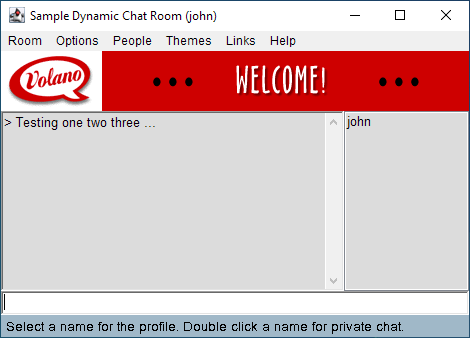 Sample Dynamic Chat Room (john)
Room Options People Themes Links Help
Volano
••• WELCOME! •••
> Testing one two three ...
john
Select a name for the profile. Double click a name for private chat.